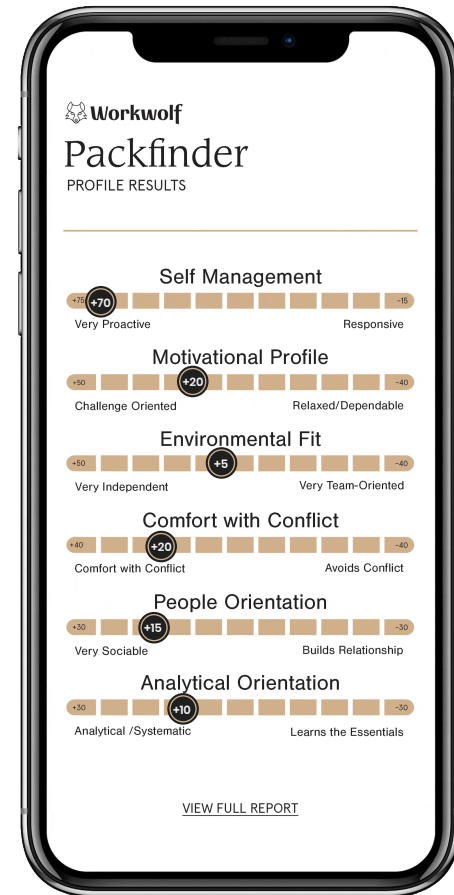 Workwolf
Packfinder
PROFILE RESULTS
Self Management
+75 +70 -15
Very Proactive Responsive
Motivational Profile
+50 +20 -40
Challenge Oriented Relaxed/Dependable
Environmental Fit
+50 +5 -40
Very Independent Very Team-Oriented
Comfort with Conflict
+40 +20 -40
Comfort with Conflict Avoids Conflict
People Orientation
+30 +15 -30
Very Sociable Builds Relationship
Analytical Orientation
+30 +10 -30
Analytical /Systematic Learns the Essentials
VIEW FULL REPORT